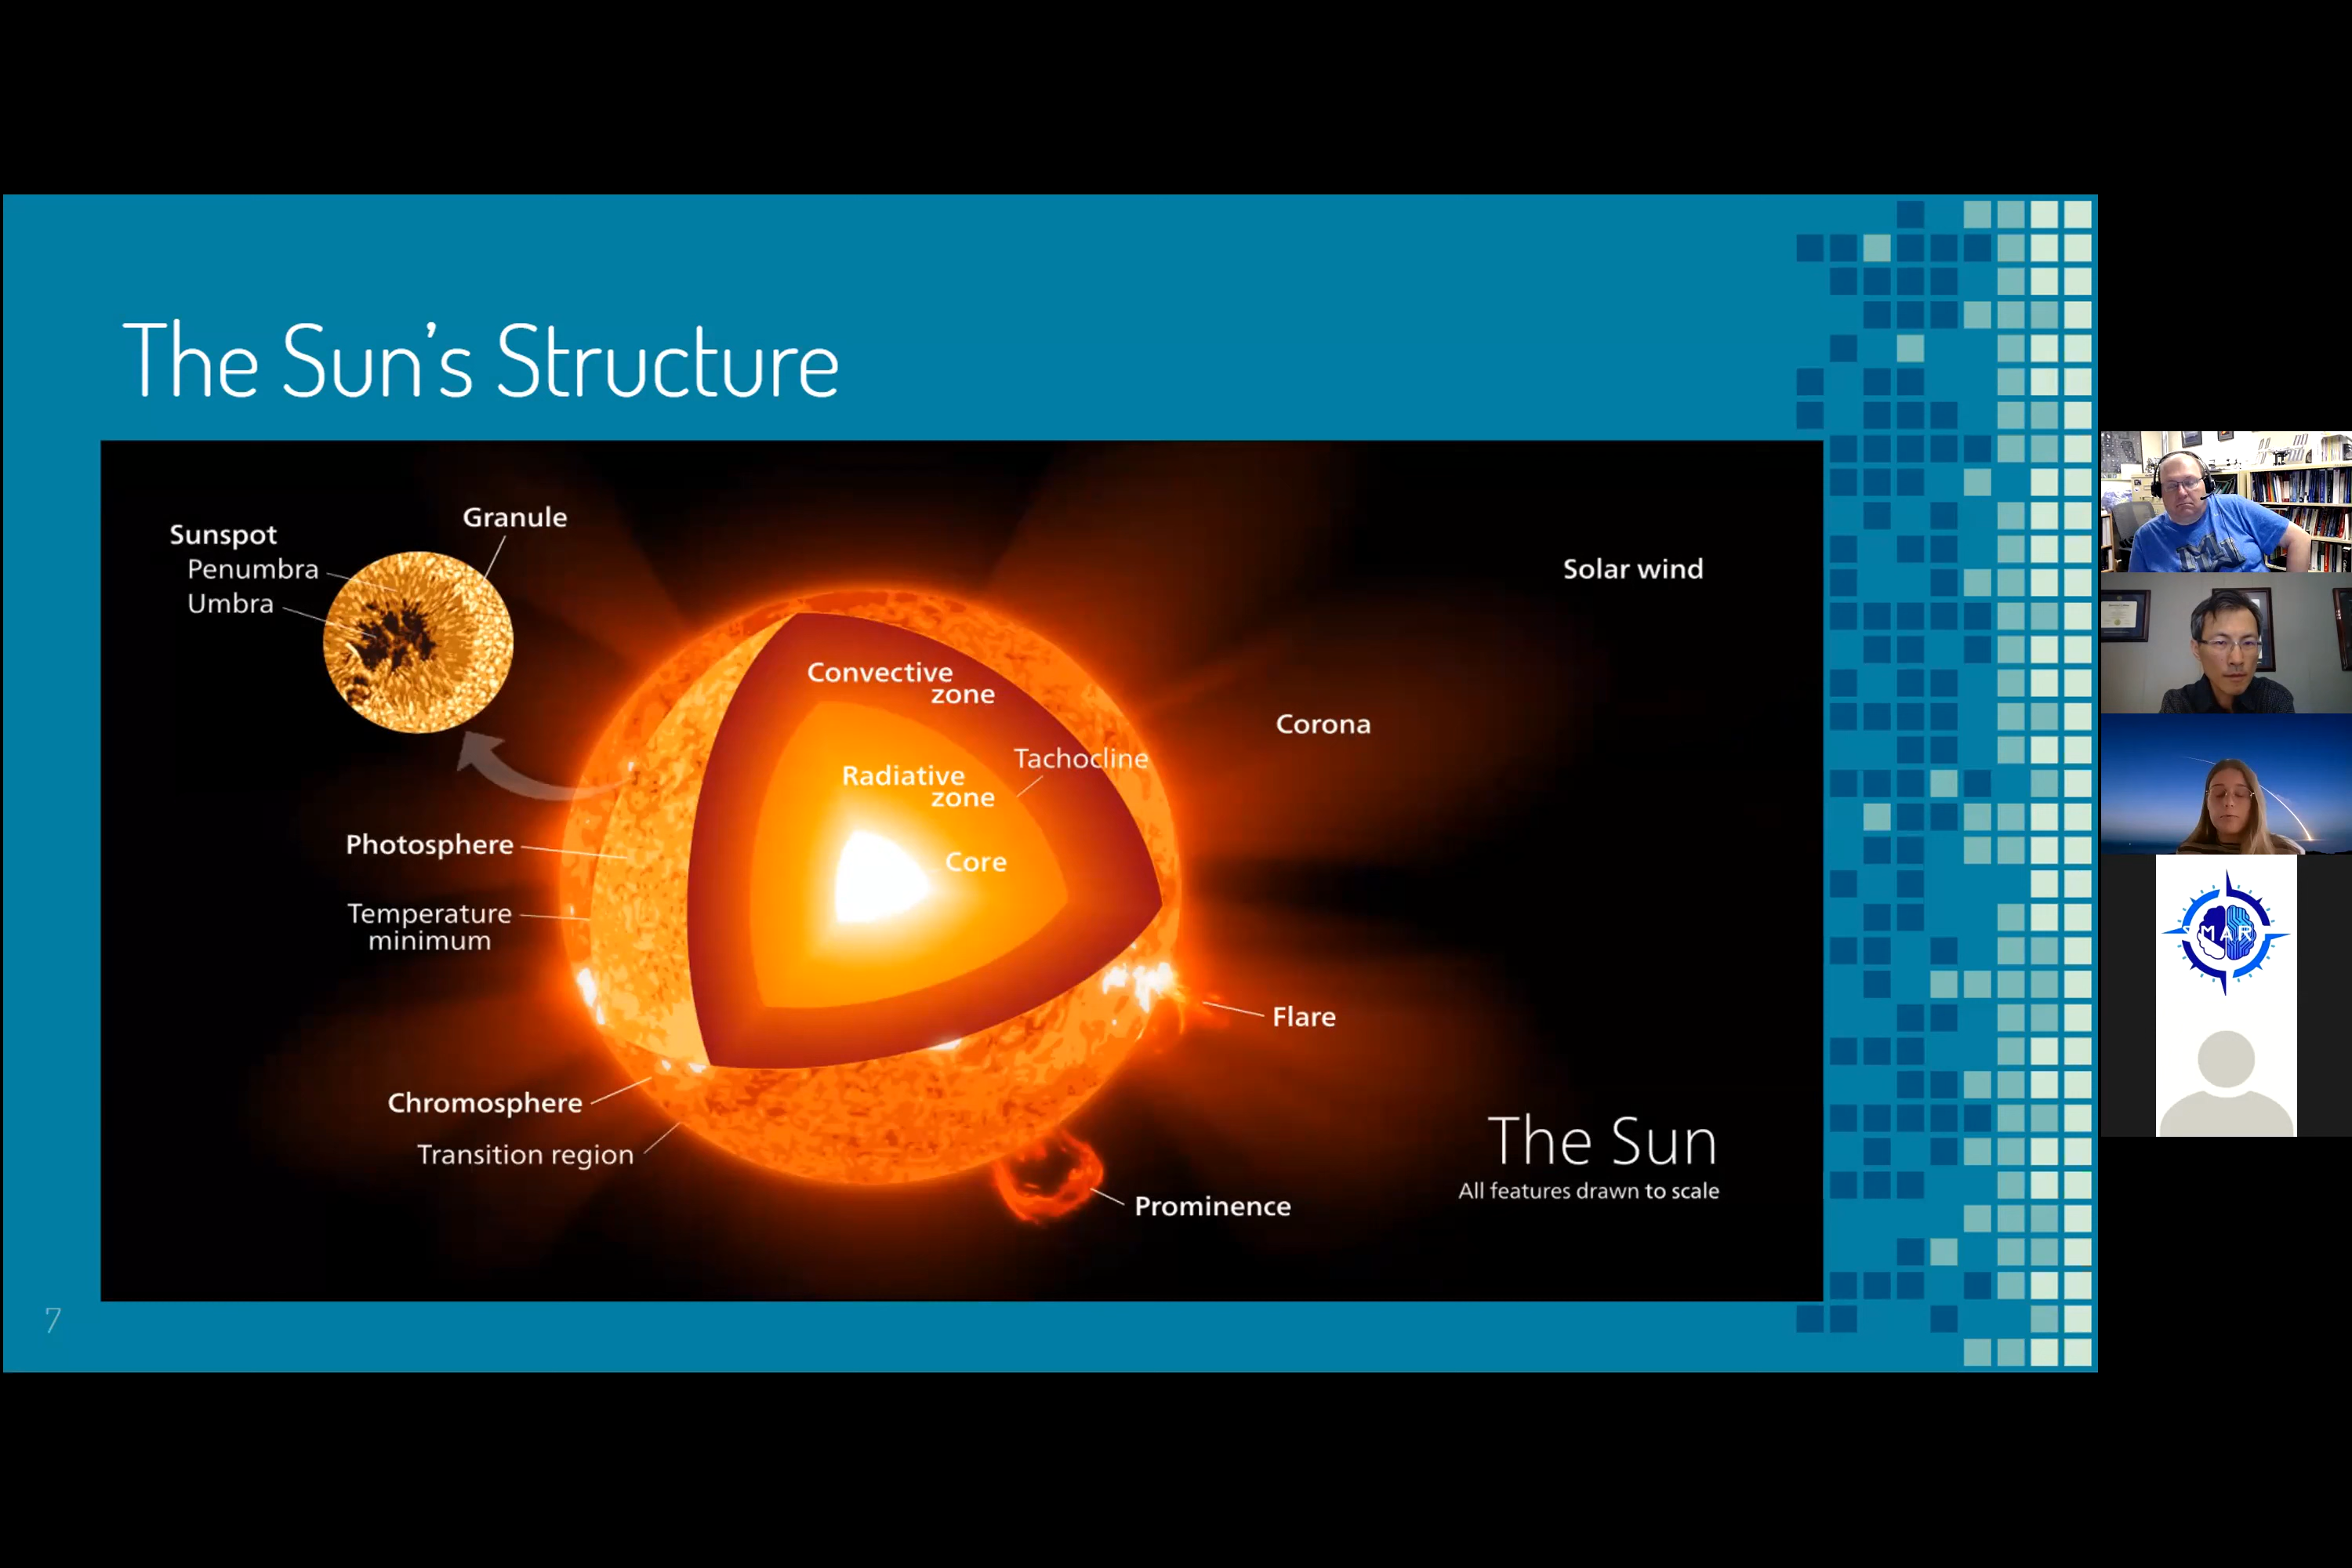 The Sun's Structure
Sunspot
Penumbra
Umbra
Granule
Solar wind
Convective
zone
Corona
Tachocline
Radiative
zone
Core
Photosphere
Temperature
minimum
Flare
Chromosphere
Transition region
Prominence
The Sun
All features drawn to scale
7